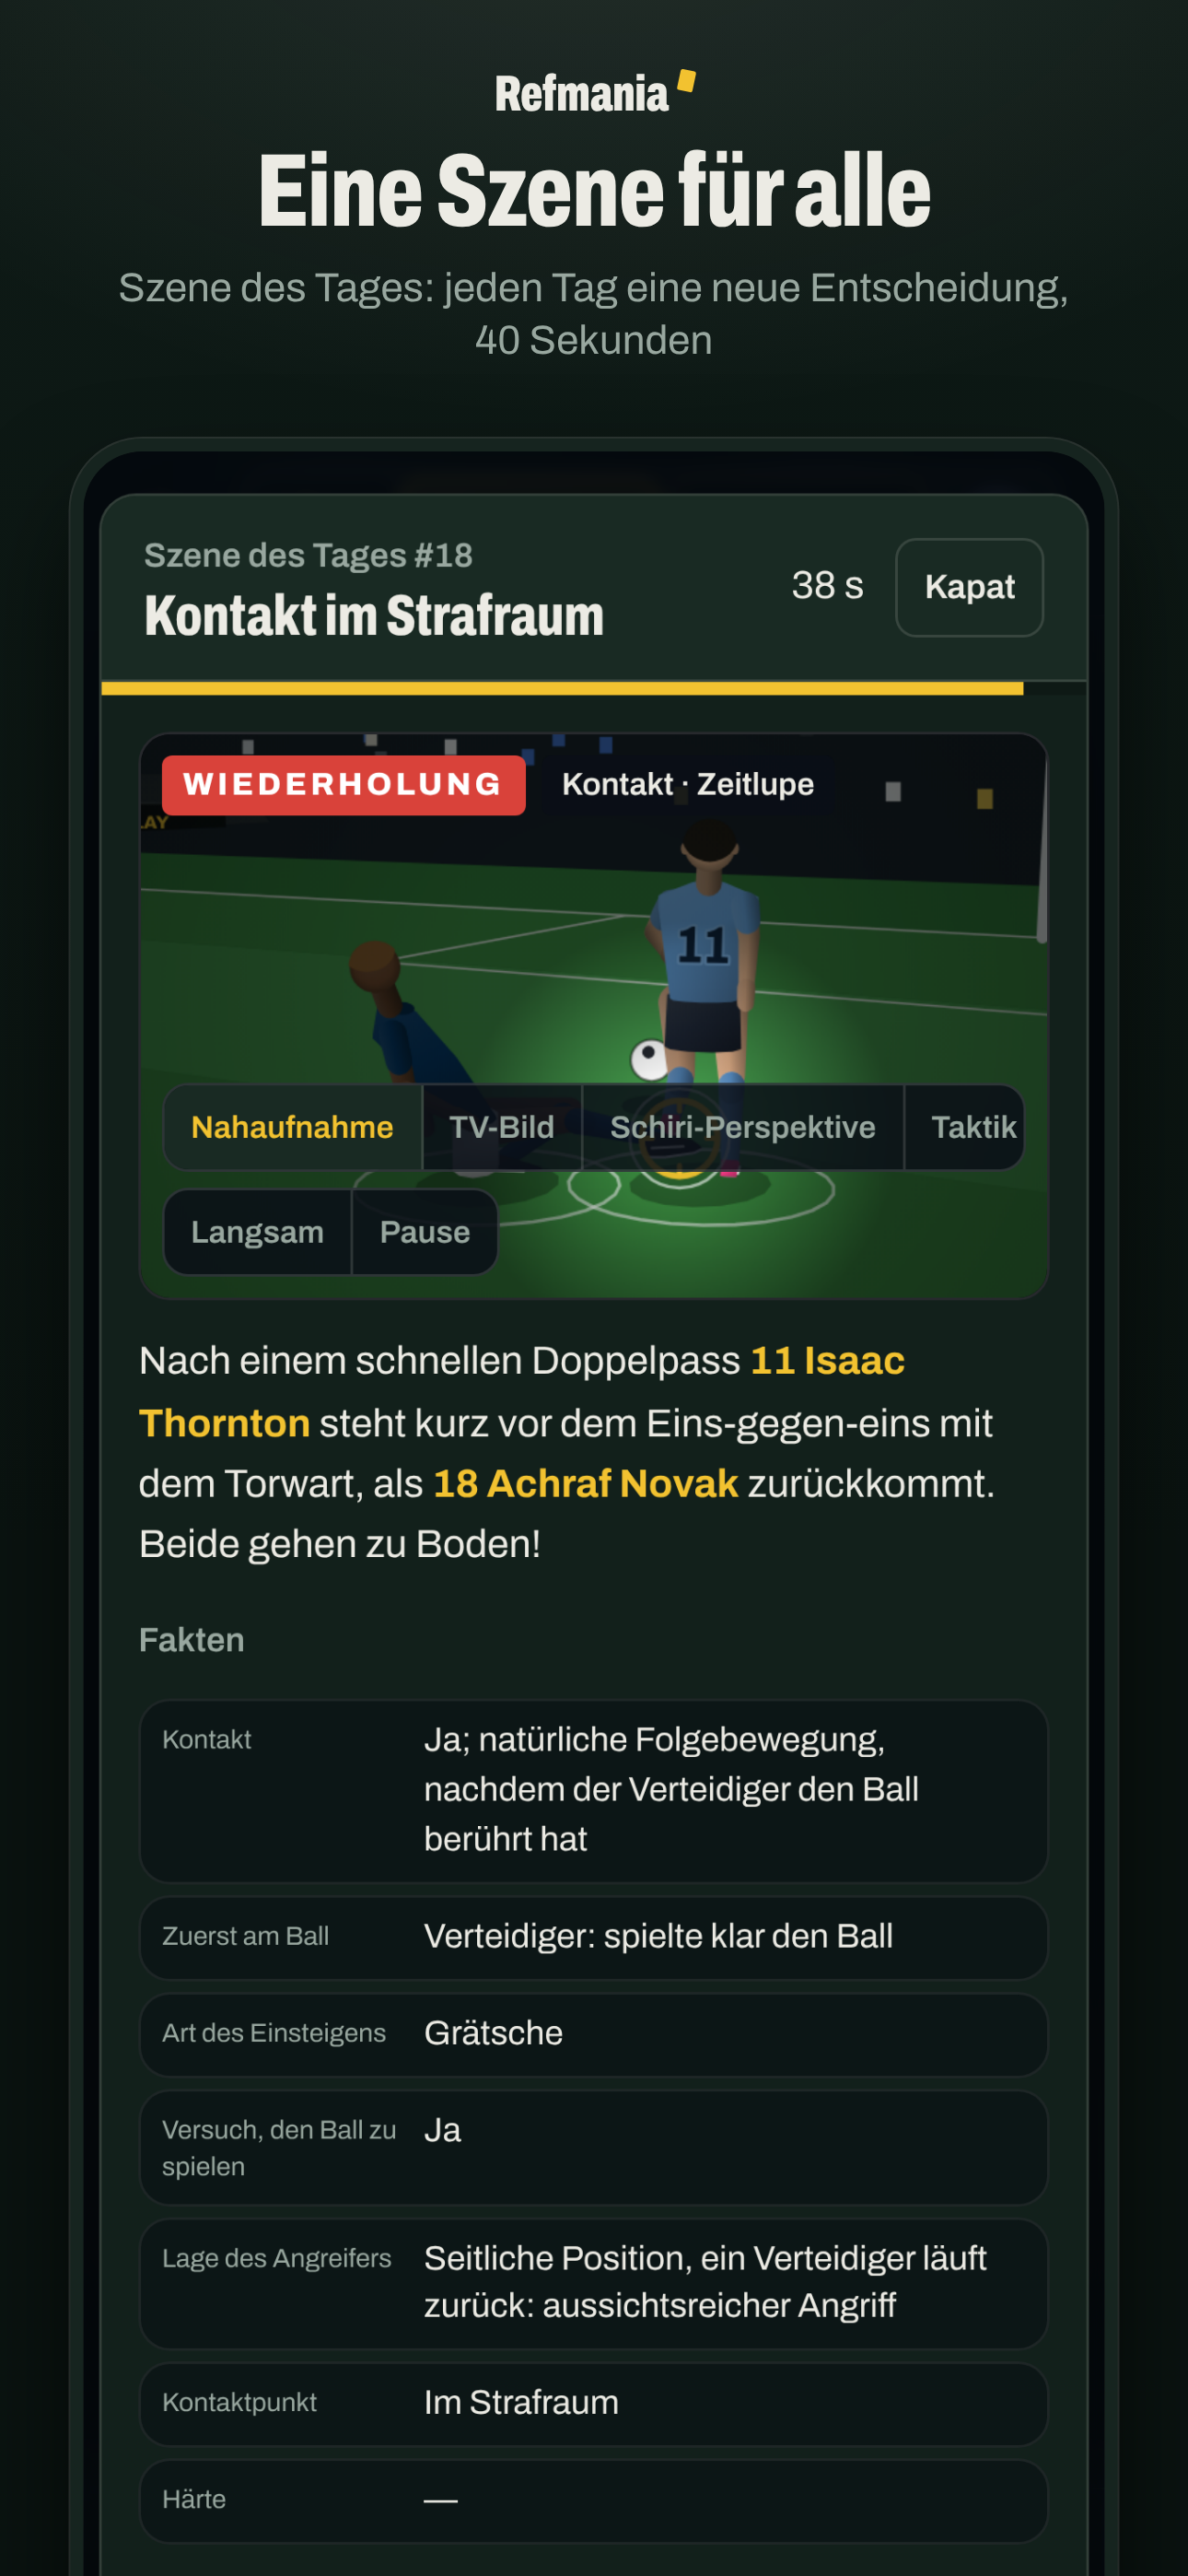 Refmania
Eine Szene für alle
Szene des Tages: jeden Tag eine neue Entscheidung,
40 Sekunden
Szene des Tages #18
Kontakt im Strafraum
38 s
Kapat
WIEDERHOLUNG
Kontakt · Zeitlupe
LAY
11
Nahaufnahme
TV-Bild
Schiri-Perspektive
Taktik
Langsam
Pause
Nach einem schnellen Doppelpass 11 Isaac
Thornton steht kurz vor dem Eins-gegen-eins mit
dem Torwart, als 18 Achraf Novak zurückkommt.
Beide gehen zu Boden!
Fakten
Kontakt
Ja; natürliche Folgebewegung,
nachdem der Verteidiger den Ball
berührt hat
Zuerst am Ball
Verteidiger: spielte klar den Ball
Art des Einsteigens
Grätsche
Versuch, den Ball zu
spielen
Ja
Lage des Angreifers
Seitliche Position, ein Verteidiger läuft
zurück: aussichtsreicher Angriff
Kontaktpunkt
Im Strafraum
Härte
—